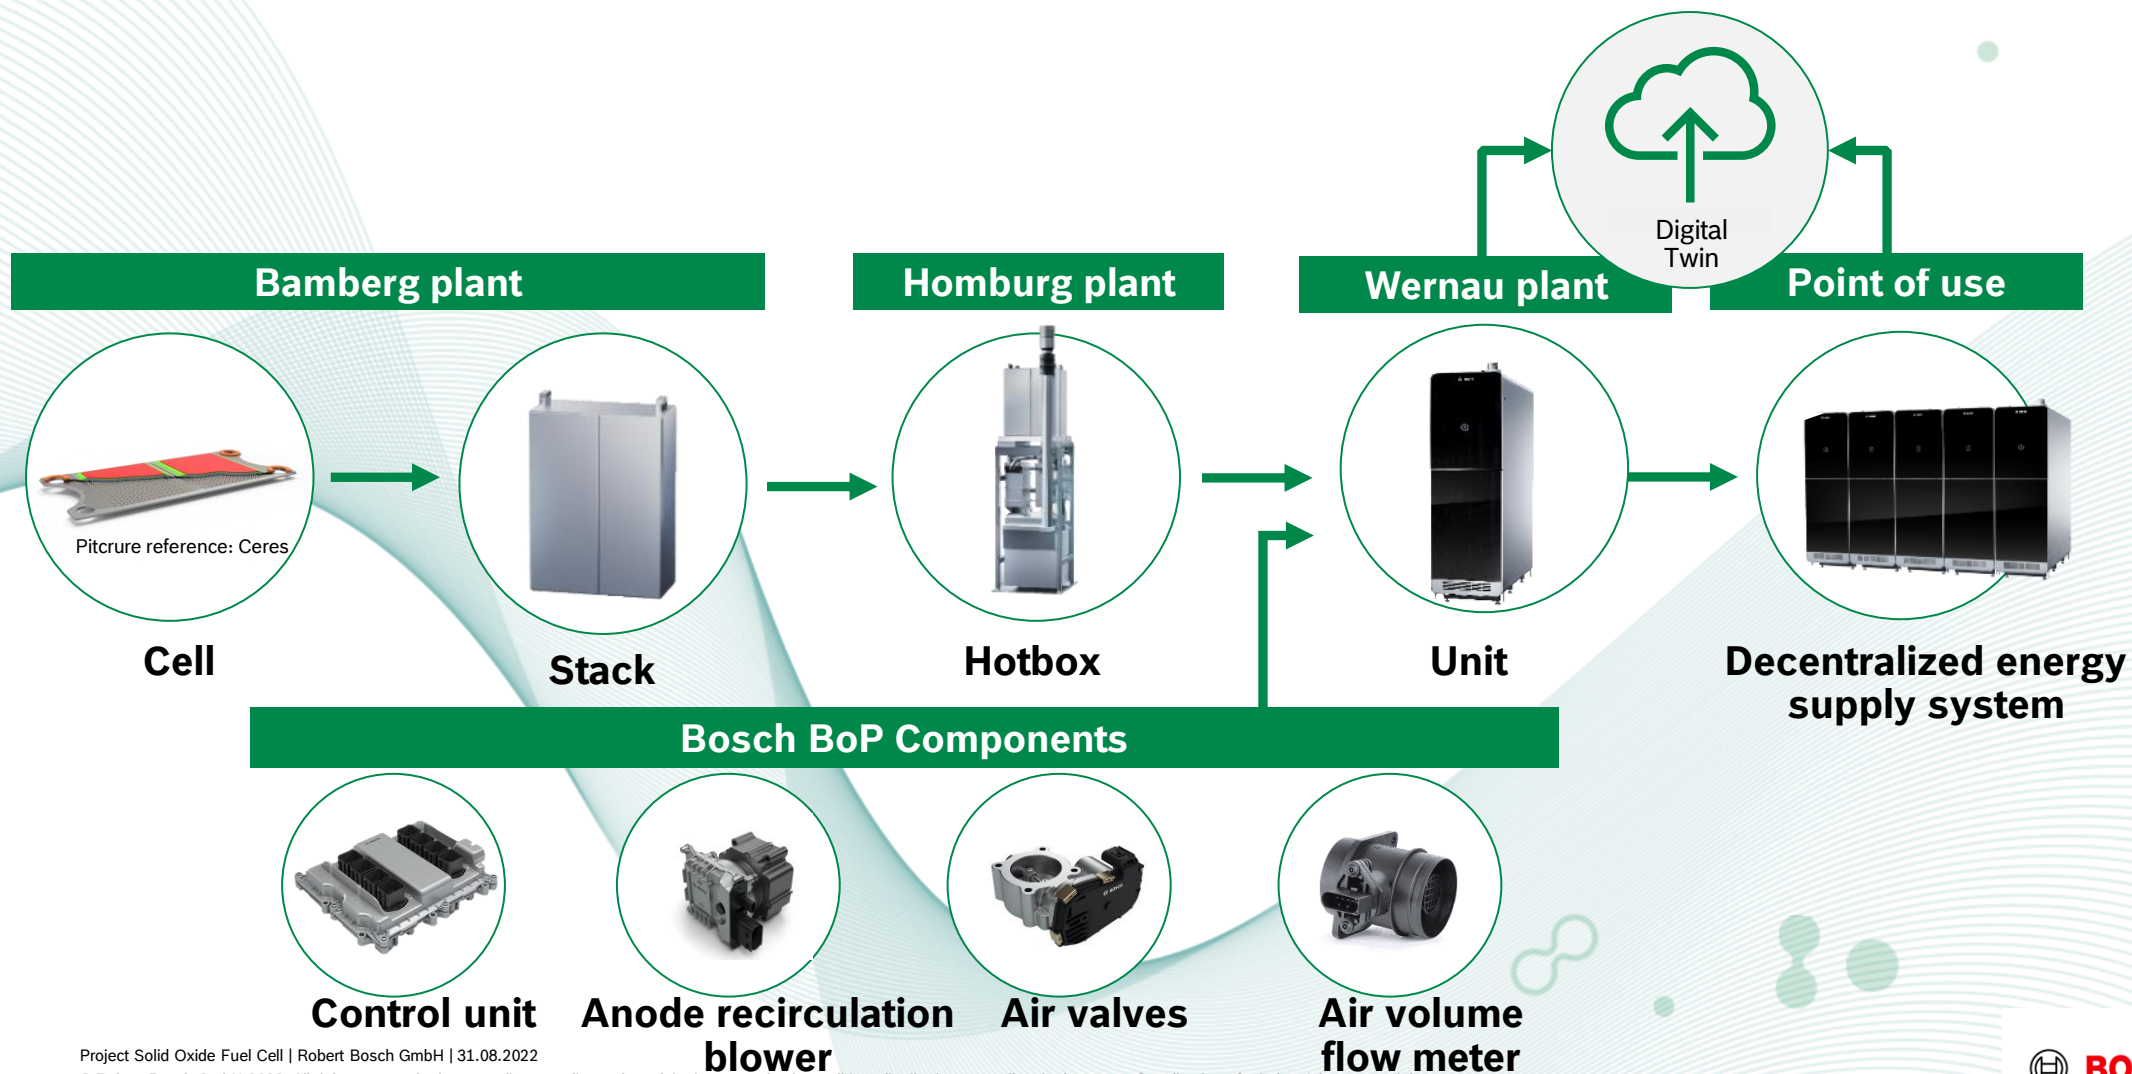 Digital
Twin
Bamberg plant
Homburg plant
Wernau plant
Point of use
Pitcrure reference: Ceres
Cell
Stack
Hotbox
Unit
Decentralized energy
supply system
Bosch BoP Components
Control unit
Anode recirculation
blower
Air valves
Air volume
flow meter
Project Solid Oxide Fuel Cell | Robert Bosch GmbH | 31.08.2022
BO